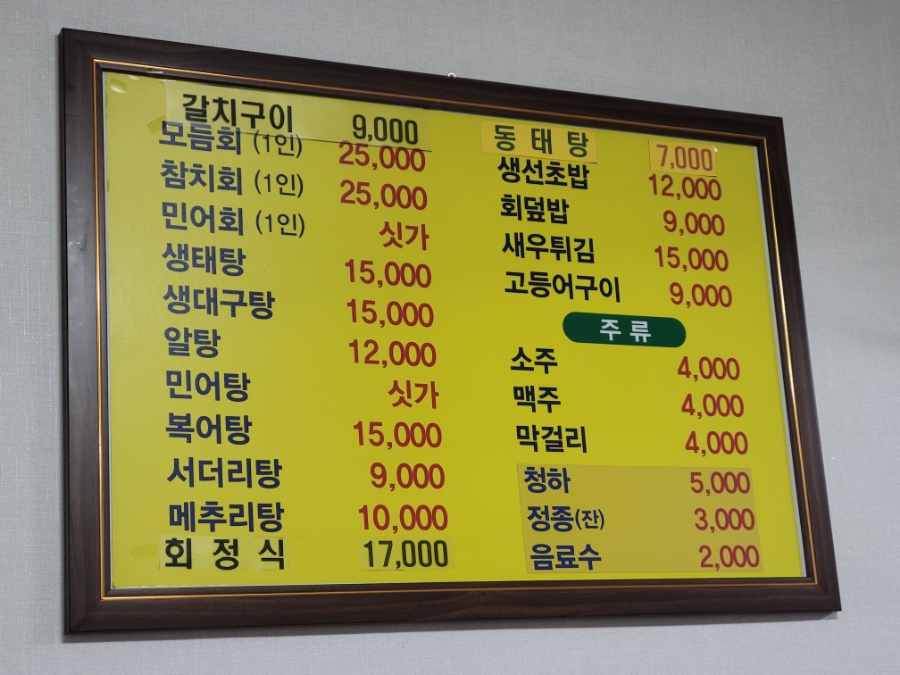 갈치구이 9,000
모듬회 (1인) 25,000
참치회 (1인) 25,000
민어회 (1인) 싯가
생태탕 15,000
생대구탕 15,000
알탕 12,000
민어탕 싯가
복어탕 15,000
서더리탕 9,000
메추리탕 10,000
회 정 식 17,000
동 태 탕 7,000
생선초밥 12,000
회덮밥 9,000
새우튀김 15,000
고등어구이 9,000
주 류
소주 4,000
맥주 4,000
막걸리 4,000
청하 5,000
정종(잔) 3,000
음료수 2,000